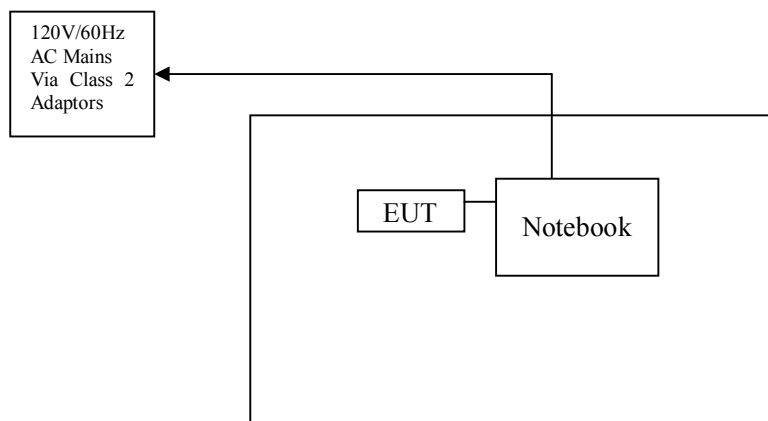 120V/60Hz
AC Mains
Via Class 2
Adaptors
EUT
Notebook